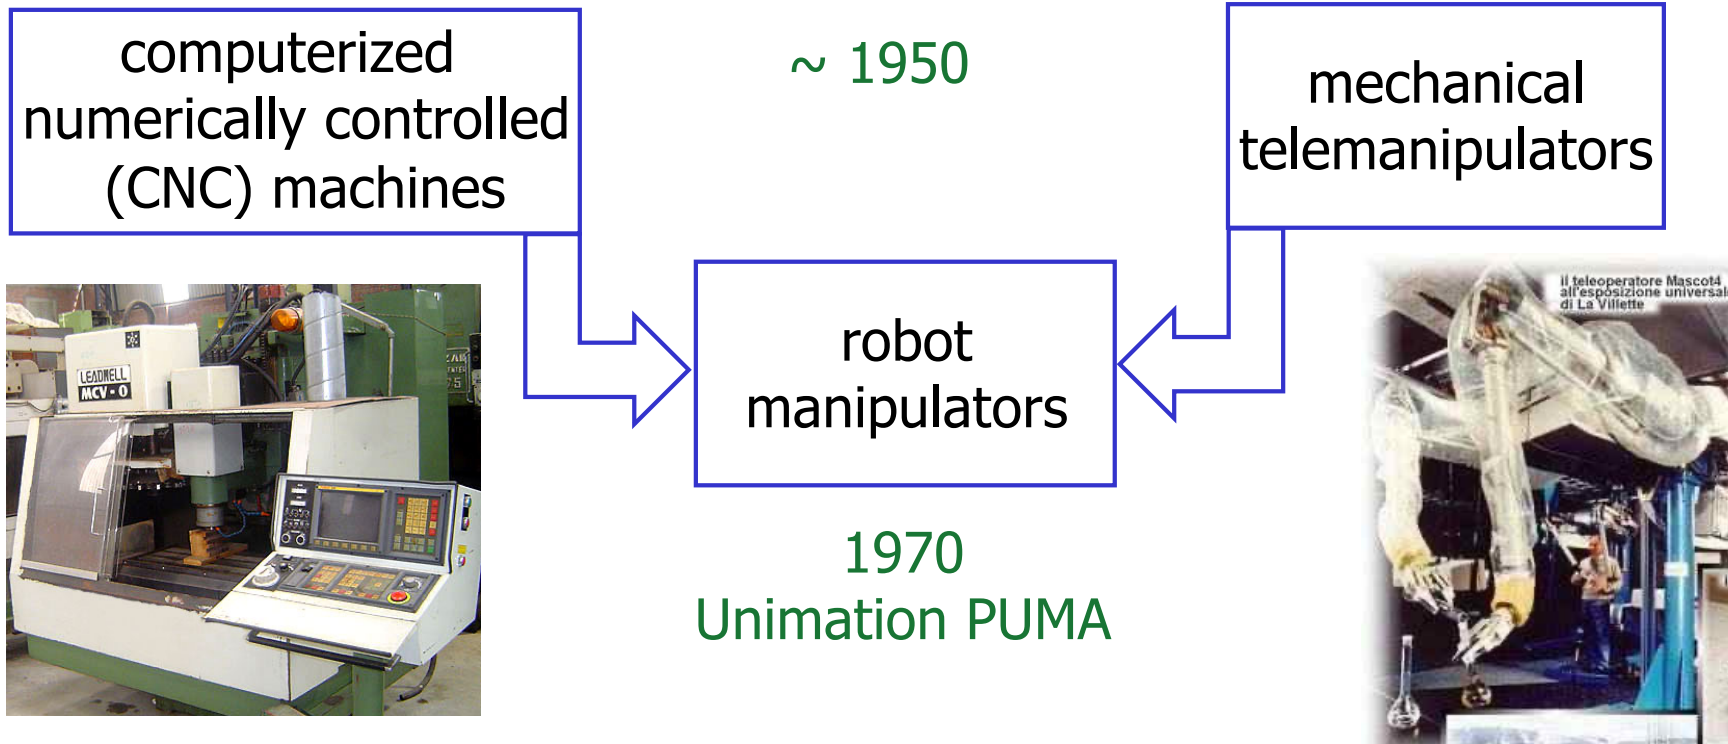 computerized
numerically controlled
(CNC) machines
~ 1950
mechanical
telemanipulators
robot
manipulators
1970
Unimation PUMA
LEADWELL
MCV-0
il teleoperatore Mascot4
all'esposizione universal
di La Villette